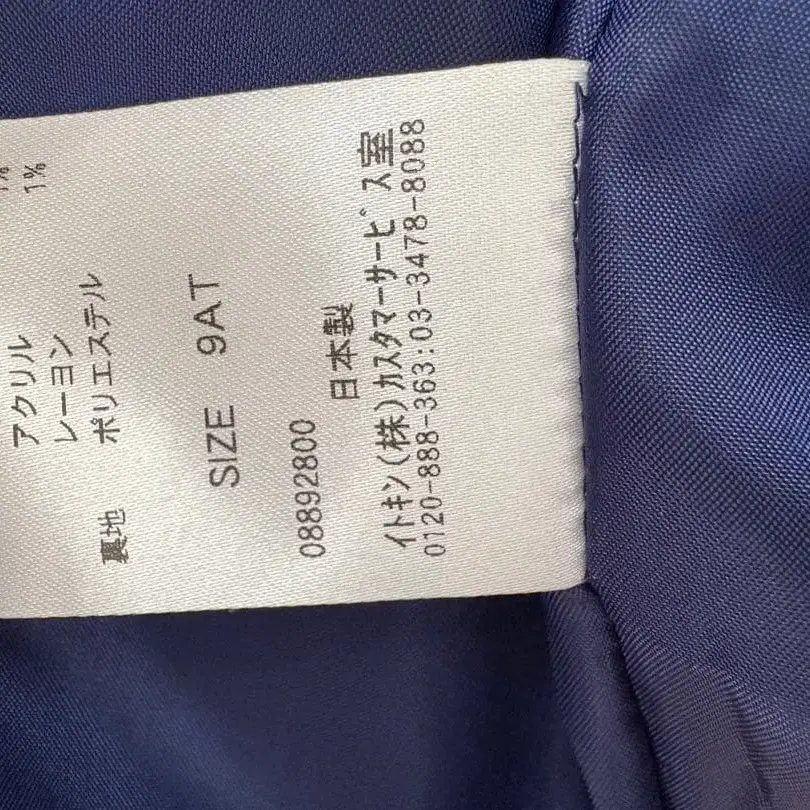 アクリル 1%
レーヨン 1%
裏地 ポリエステル
SIZE 9AT
08892800
日本製
イトキン(株)カスタマーサービス室
0120-888-363:03-3478-8088